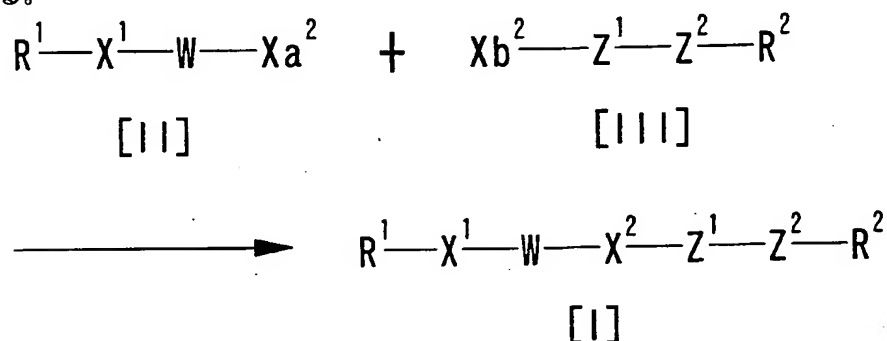 R¹—X¹—W—Xa² + Xb²—Z¹—Z²—R²
[II] [III]
R¹—X¹—W—X²—Z¹—Z²—R²
[I]